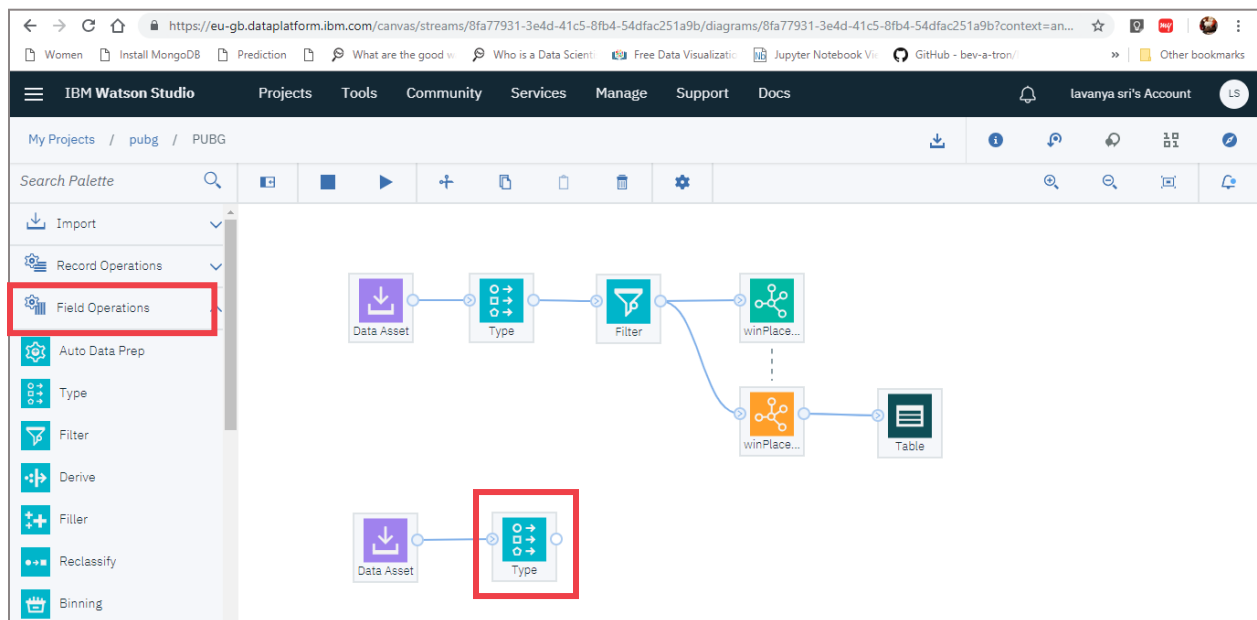 https://eu-gb.dataplatform.ibm.com/canvas/streams/8fa77931-3e4d-41c5-8fb4-54dfac251a9b/diagrams/8fa77931-3e4d-41c5-8fb4-54dfac251a9b?context=an...
Women Install MongoDB Prediction What are the good w Who is a Data Scienti Free Data Visualizatio Jupyter Notebook Vie GitHub - bev-a-tron/ » Other bookmarks
IBM Watson Studio Projects Tools Community Services Manage Support Docs lavanya sri's Account LS
My Projects / pubg / PUBG
Search Palette
Import
Record Operations
Field Operations
Auto Data Prep
Type
Filter
Derive
Filler
Reclassify
Binning
Data Asset Type Filter winPlace...
winPlace... Table
Data Asset Type